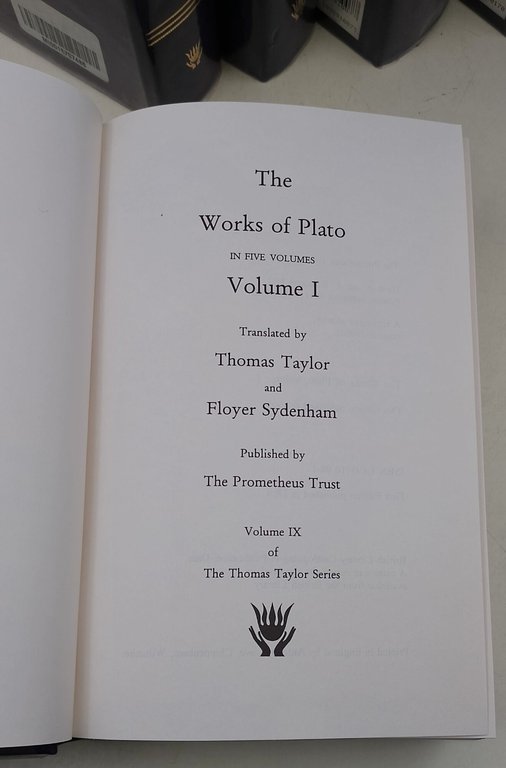 The
Works of Plato
IN FIVE VOLUMES
Volume I
Translated by
Thomas Taylor
and
Floyer Sydenham
Published by
The Prometheus Trust
Volume IX
of
The Thomas Taylor Series